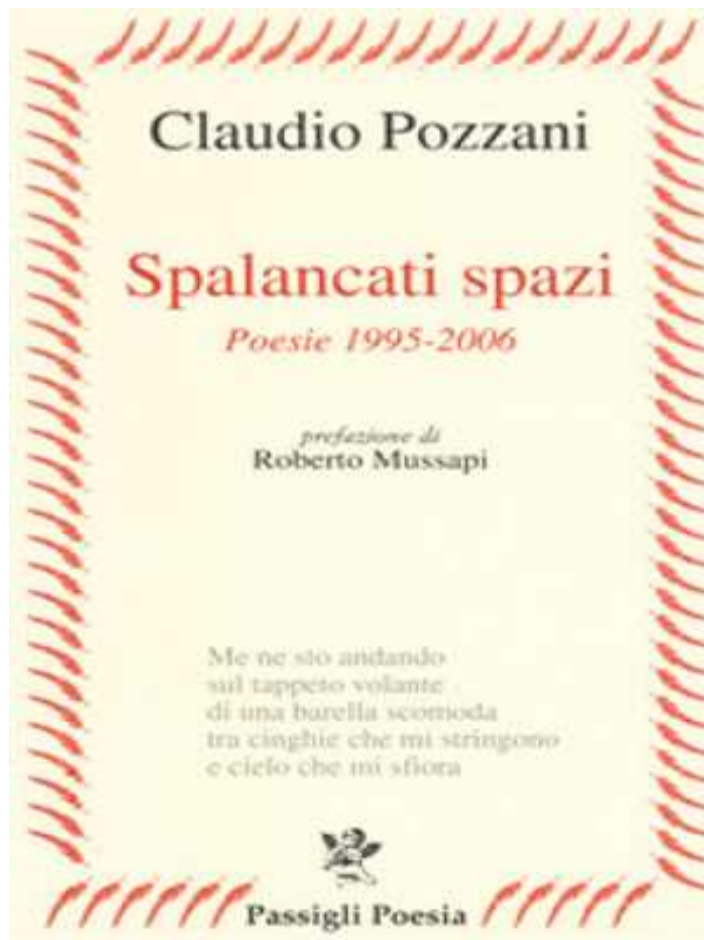 Claudio Pozzani
Spalancati spazi
Poesie 1995-2006
prefazione di
Roberto Mussapi
Me ne sto andando
sul tappeto volante
di una barella scomoda
tra cinghie che mi stringono
e cielo che mi sfiora
Passigli Poesia